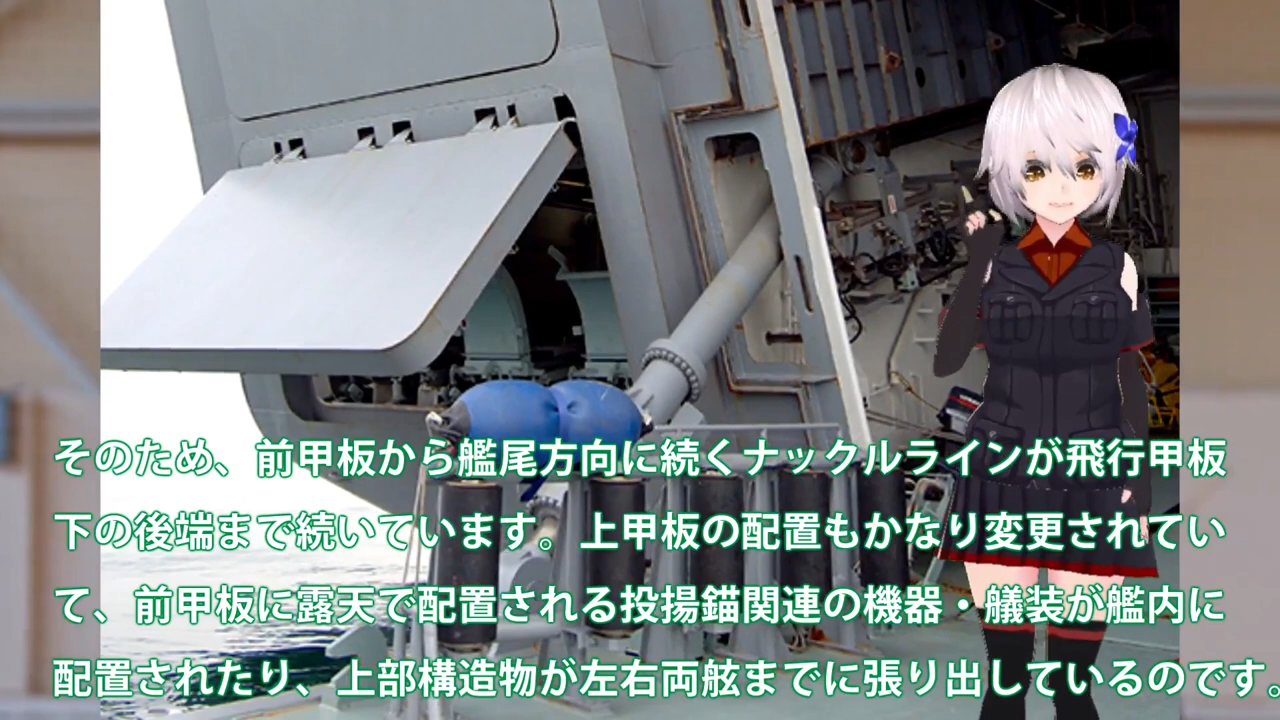 そのため、前甲板から艦尾方向に続くナックルラインが飛行甲板
下の後端まで続いています。上甲板の配置もかなり変更されてい
て、前甲板に露天で配置される投揚錨関連の機器・艤装が艦内に
配置されたり、上部構造物が左右両舷までに張り出しているのです。